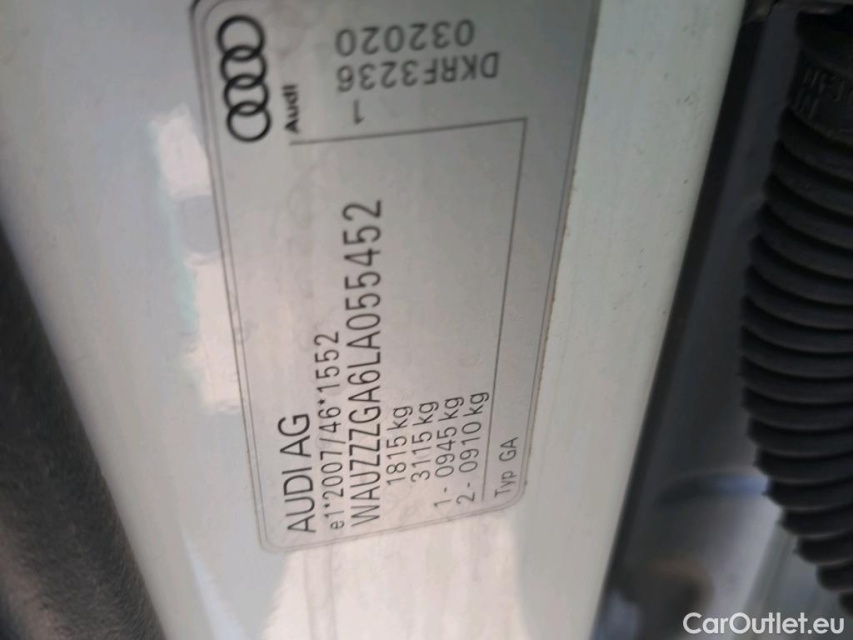 Audi
AUDI AG
e1*2007/46*1552
WAUZZZGA6LA055452
1815 kg
3115 kg
1- 0945 kg
2- 0910 kg
Typ GA
DKRF3236
032020
1
CarOutlet.eu